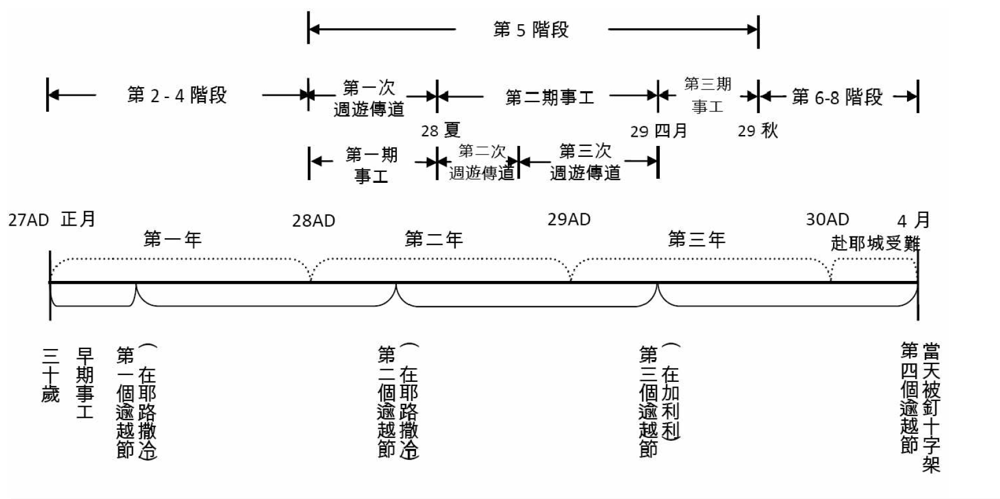 第 5 階段
第 2 - 4 階段
第一次
週遊傳道
第二期事工
第三期
事工
第 6-8 階段
28 夏
29 四月
29 秋
第一期
事工
第二次
週遊傳道
第三次
週遊傳道
27AD 正月
28AD
29AD
30AD
4 月
第一年
第二年
第三年
赴耶城受難
三十歲
早期事工
第一個逾越節
(在耶路撒冷)
第二個逾越節
(在耶路撒冷)
第三個逾越節
(在加利利)
第四個逾越節
當天被釘十字架